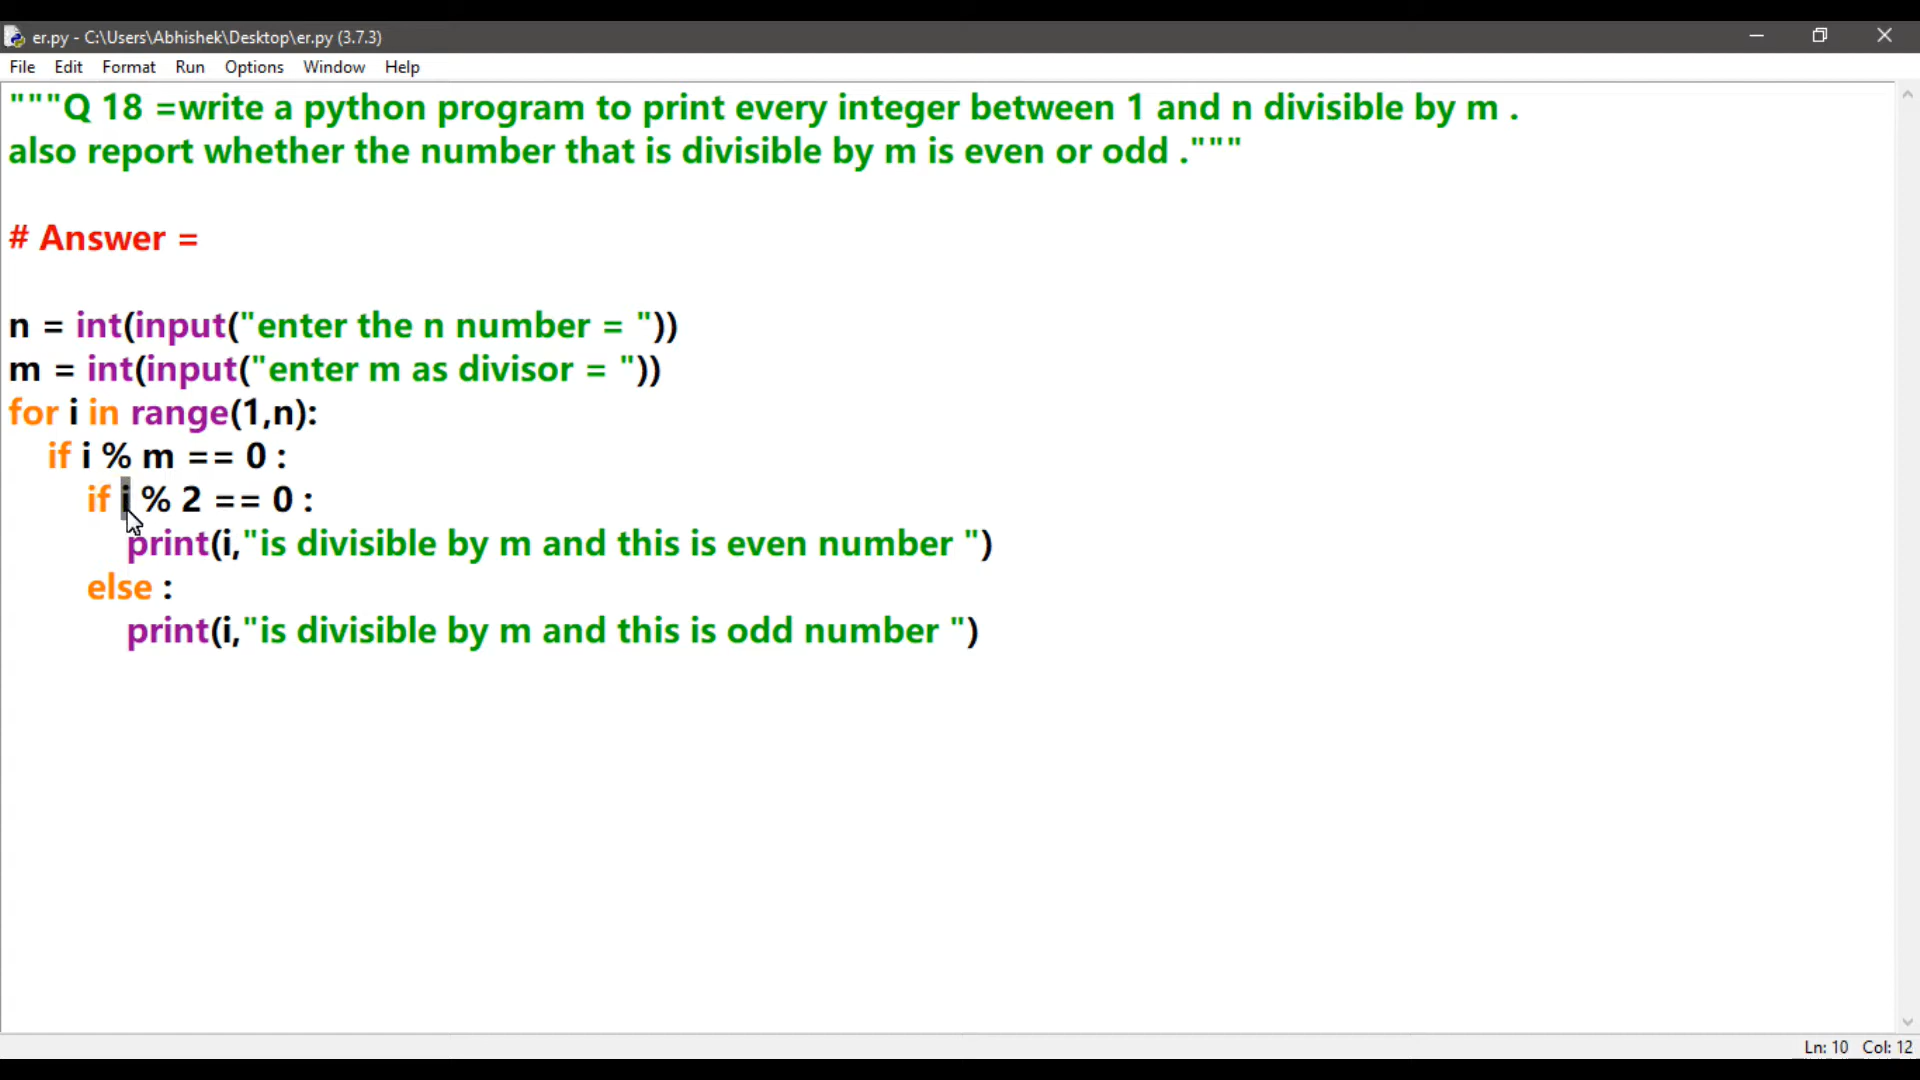 er.py - C:\Users\Abhishek\Desktop\er.py (3.7.3)
File Edit Format Run Options Window Help
"""Q 18 =write a python program to print every integer between 1 and n divisible by m .
also report whether the number that is divisible by m is even or odd ."""
# Answer =
n = int(input("enter the n number = "))
m = int(input("enter m as divisor = "))
for i in range(1,n):
    if i % m == 0 :
        if i % 2 == 0 :
            print(i,"is divisible by m and this is even number ")
        else :
            print(i,"is divisible by m and this is odd number ")
Ln: 10 Col: 12